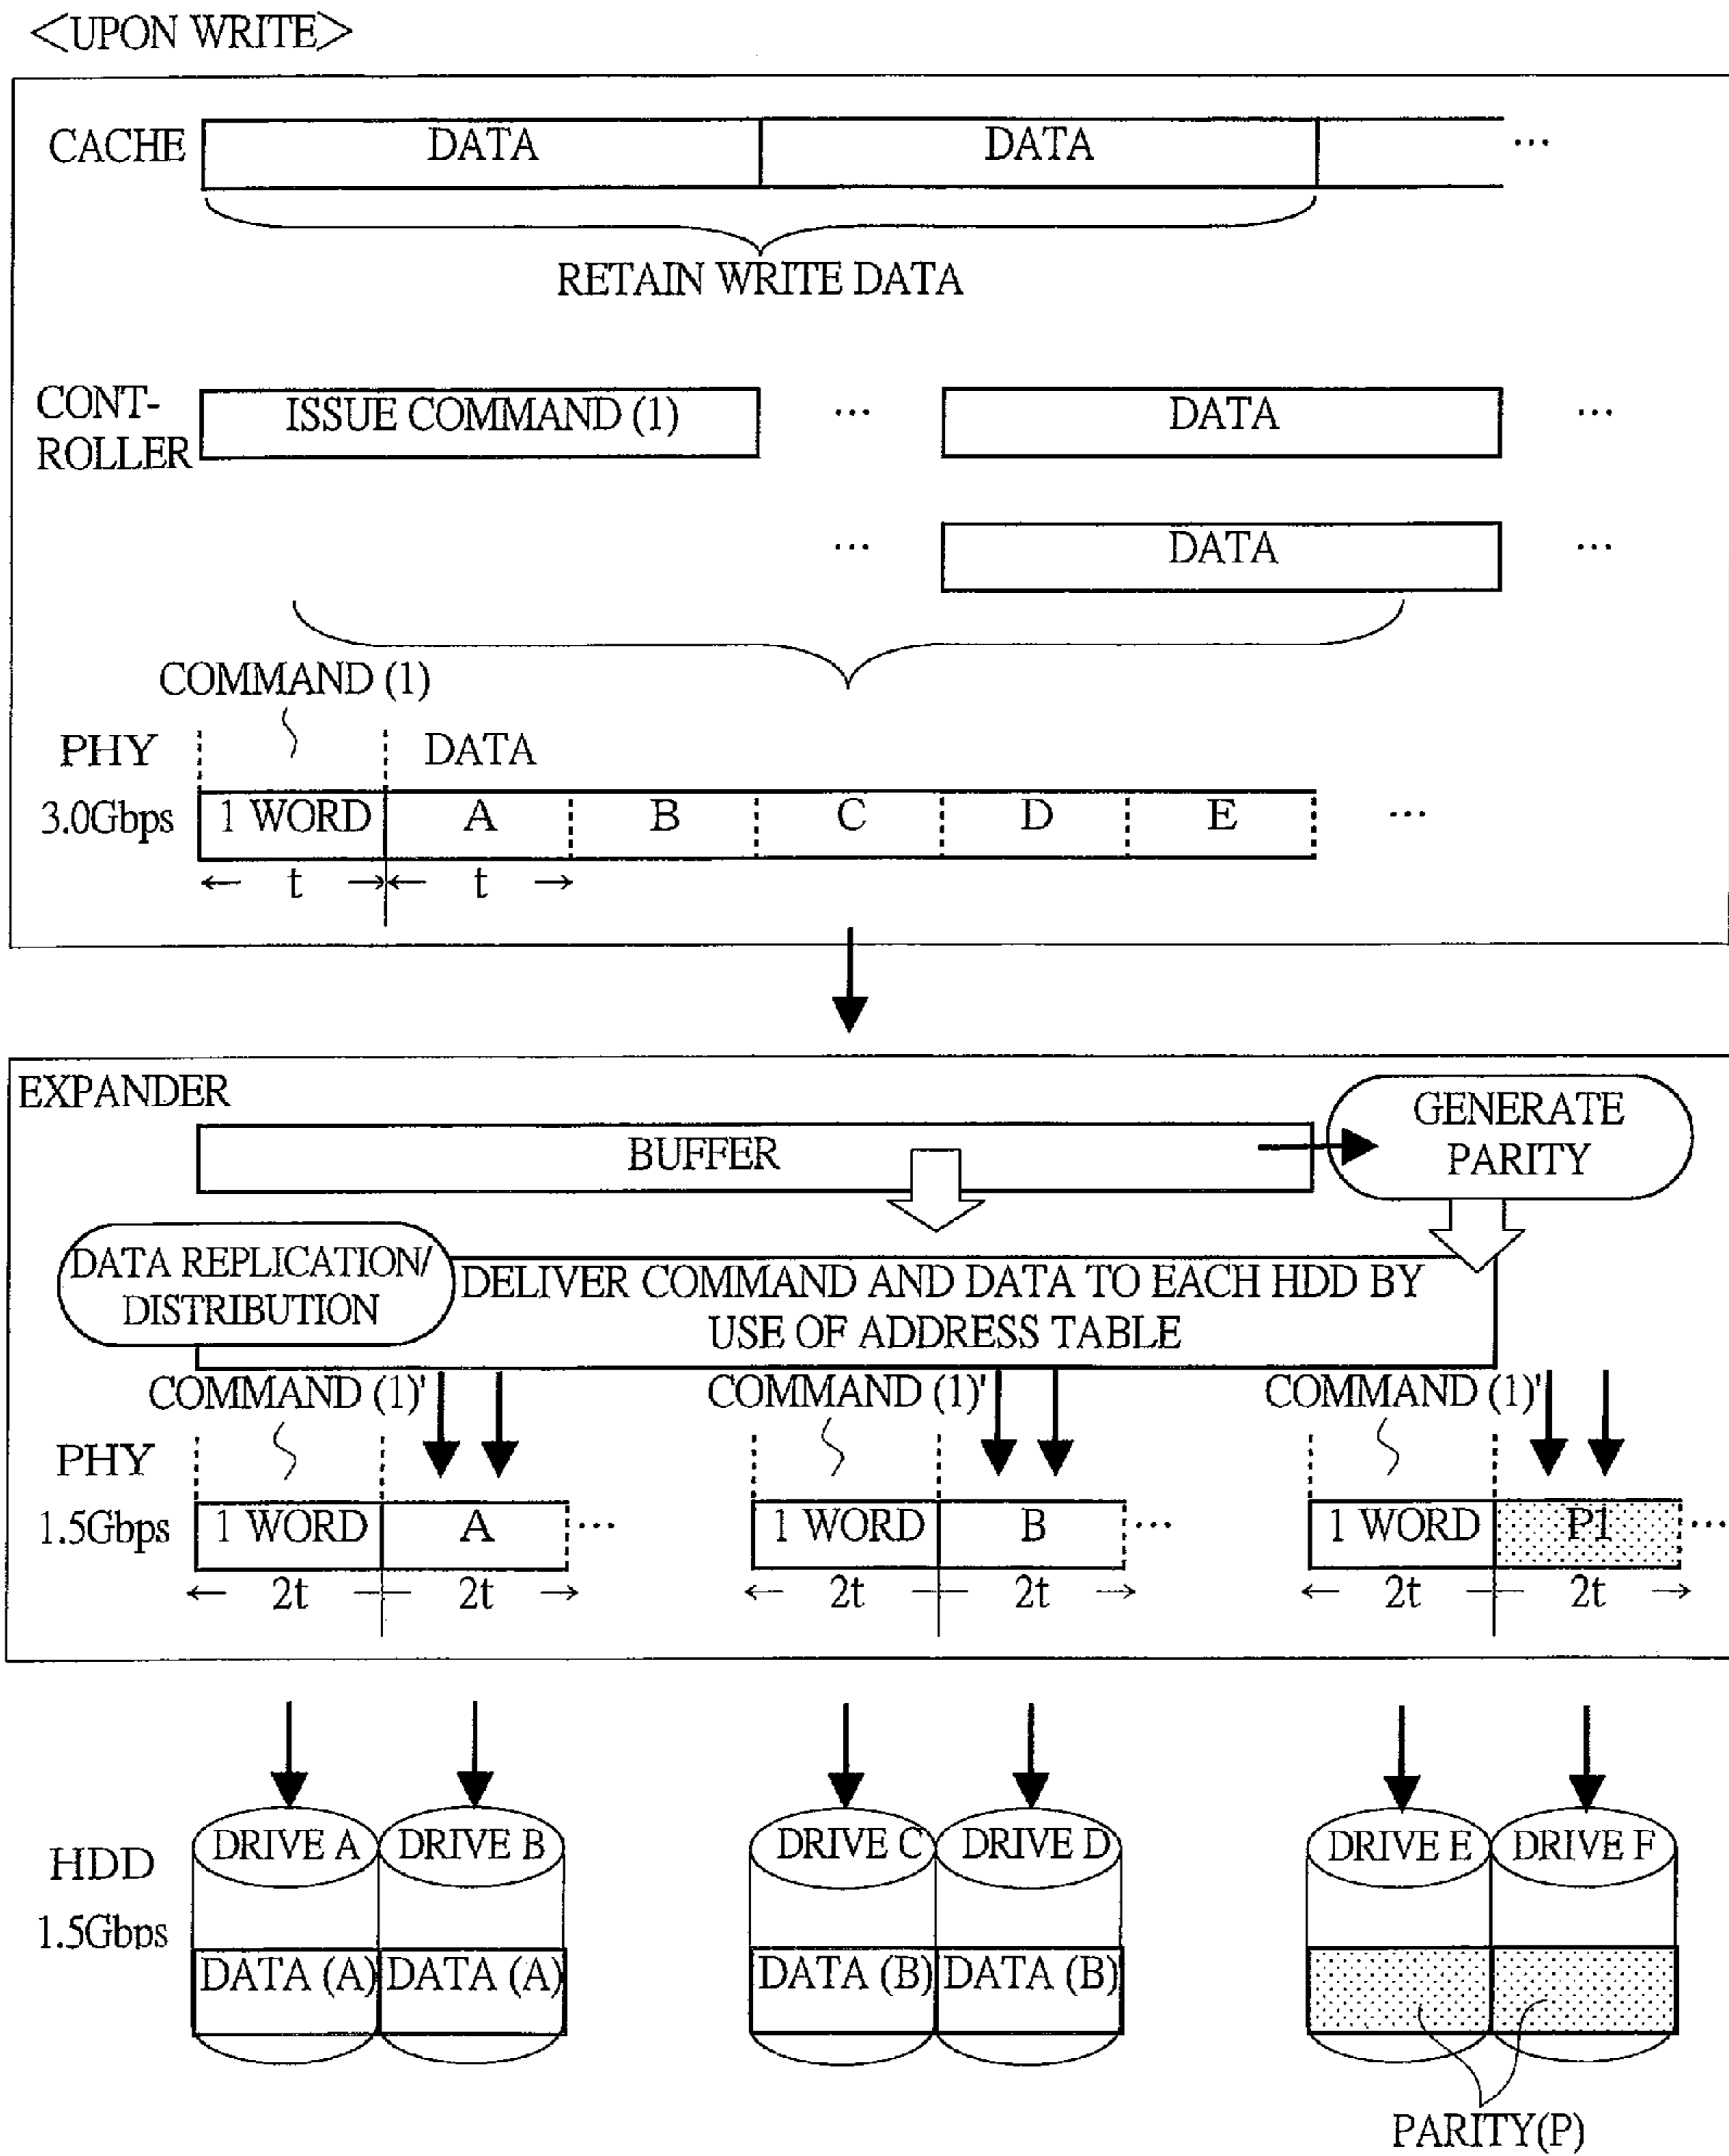 <UPON WRITE>
CACHE DATA DATA ...
RETAIN WRITE DATA
CONT-
ROLLER
ISSUE COMMAND (1) ... DATA ...
... DATA ...
COMMAND (1)
PHY DATA
3.0Gbps 1 WORD A B C D E ...
← t →← t →
EXPANDER
BUFFER
GENERATE
PARITY
DATA REPLICATION/
DISTRIBUTION
DELIVER COMMAND AND DATA TO EACH HDD BY
USE OF ADDRESS TABLE
COMMAND (1)' COMMAND (1)' COMMAND (1)'
PHY
1.5Gbps 1 WORD A ... 1 WORD B ... 1 WORD P1 ...
← 2t — — 2t → ← 2t — — 2t → ← 2t — — 2t →
DRIVE A DRIVE B DRIVE C DRIVE D DRIVE E DRIVE F
HDD
1.5Gbps
DATA (A) DATA (A) DATA (B) DATA (B)
PARITY(P)